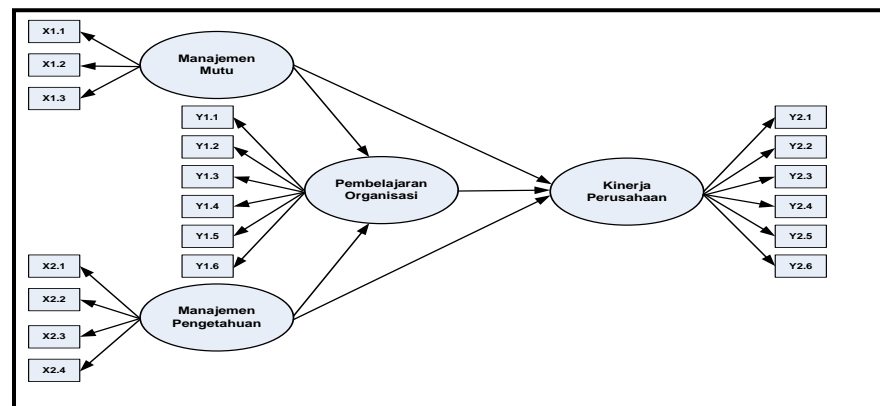 X1.1
X1.2
X1.3
Manajemen
Mutu
Y1.1
Y1.2
Y1.3
Y1.4
Y1.5
Y1.6
Pembelajaran
Organisasi
Kinerja
Perusahaan
Y2.1
Y2.2
Y2.3
Y2.4
Y2.5
Y2.6
X2.1
X2.2
X2.3
X2.4
Manajemen
Pengetahuan